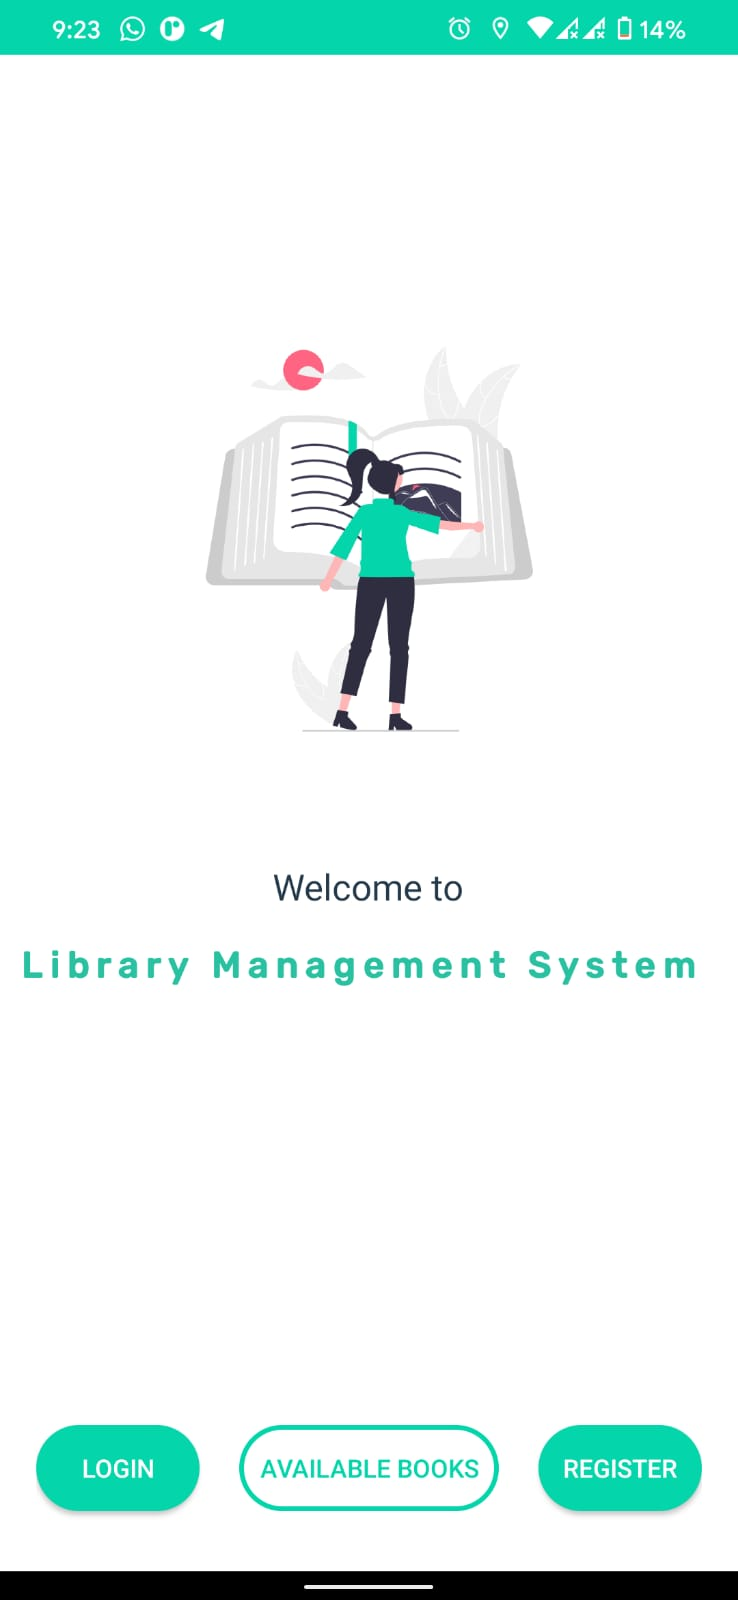 9:23 14%
Welcome to
Library Management System
LOGIN AVAILABLE BOOKS REGISTER